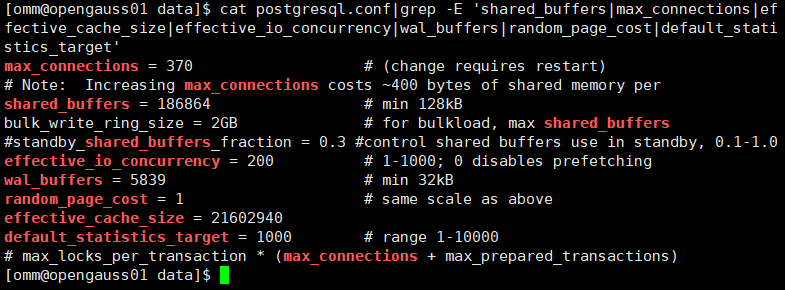 [omm@opengauss01 data]$ cat postgresql.conf|grep -E 'shared_buffers|max_connections|ef
fective_cache_size|effective_io_concurrency|wal_buffers|random_page_cost|default_stati
stics_target'
max_connections = 370 # (change requires restart)
# Note:  Increasing max_connections costs ~400 bytes of shared memory per
shared_buffers = 186864 # min 128kB
bulk_write_ring_size = 2GB # for bulkload, max shared_buffers
#standby_shared_buffers_fraction = 0.3 #control shared buffers use in standby, 0.1-1.0
effective_io_concurrency = 200 # 1-1000; 0 disables prefetching
wal_buffers = 5839 # min 32kB
random_page_cost = 1 # same scale as above
effective_cache_size = 21602940
default_statistics_target = 1000 # range 1-10000
# max_locks_per_transaction * (max_connections + max_prepared_transactions)
[omm@opengauss01 data]$